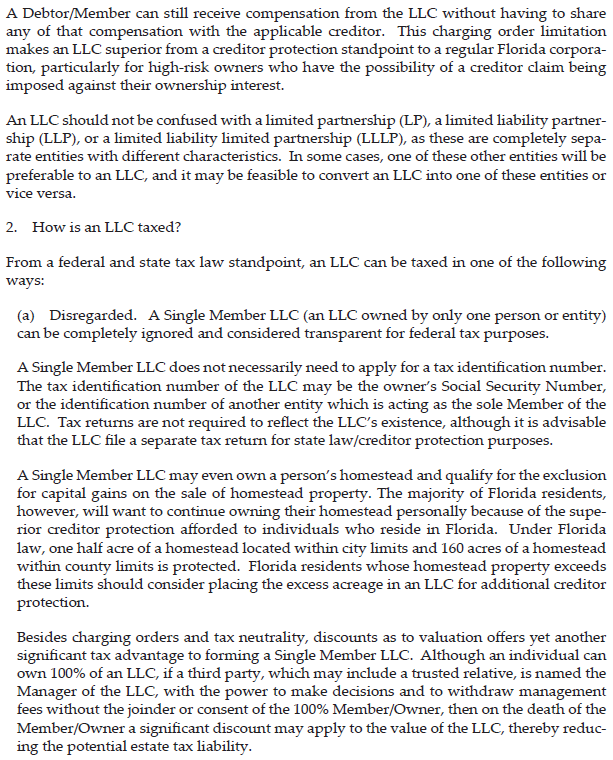 A Debtor/Member can still receive compensation from the LLC without having to share
any of that compensation with the applicable creditor. This charging order limitation
makes an LLC superior from a creditor protection standpoint to a regular Florida corpora-
tion, particularly for high-risk owners who have the possibility of a creditor claim being
imposed against their ownership interest.
An LLC should not be confused with a limited partnership (LP), a limited liability partner-
ship (LLP), or a limited liability limited partnership (LLLP), as these are completely sepa-
rate entities with different characteristics. In some cases, one of these other entities will be
preferable to an LLC, and it may be feasible to convert an LLC into one of these entities or
vice versa.
2. How is an LLC taxed?
From a federal and state tax law standpoint, an LLC can be taxed in one of the following
ways:
(a) Disregarded. A Single Member LLC (an LLC owned by only one person or entity)
can be completely ignored and considered transparent for federal tax purposes.
A Single Member LLC does not necessarily need to apply for a tax identification number.
The tax identification number of the LLC may be the owner's Social Security Number,
or the identification number of another entity which is acting as the sole Member of the
LLC. Tax returns are not required to reflect the LLC's existence, although it is advisable
that the LLC file a separate tax return for state law/creditor protection purposes.
A Single Member LLC may even own a person's homestead and qualify for the exclusion
for capital gains on the sale of homestead property. The majority of Florida residents,
however, will want to continue owning their homestead personally because of the supe-
rior creditor protection afforded to individuals who reside in Florida. Under Florida
law, one half acre of a homestead located within city limits and 160 acres of a homestead
within county limits is protected. Florida residents whose homestead property exceeds
these limits should consider placing the excess acreage in an LLC for additional creditor
protection.
Besides charging orders and tax neutrality, discounts as to valuation offers yet another
significant tax advantage to forming a Single Member LLC. Although an individual can
own 100% of an LLC, if a third party, which may include a trusted relative, is named the
Manager of the LLC, with the power to make decisions and to withdraw management
fees without the joinder or consent of the 100% Member/Owner, then on the death of the
Member/Owner a significant discount may apply to the value of the LLC, thereby reduc-
ing the potential estate tax liability.